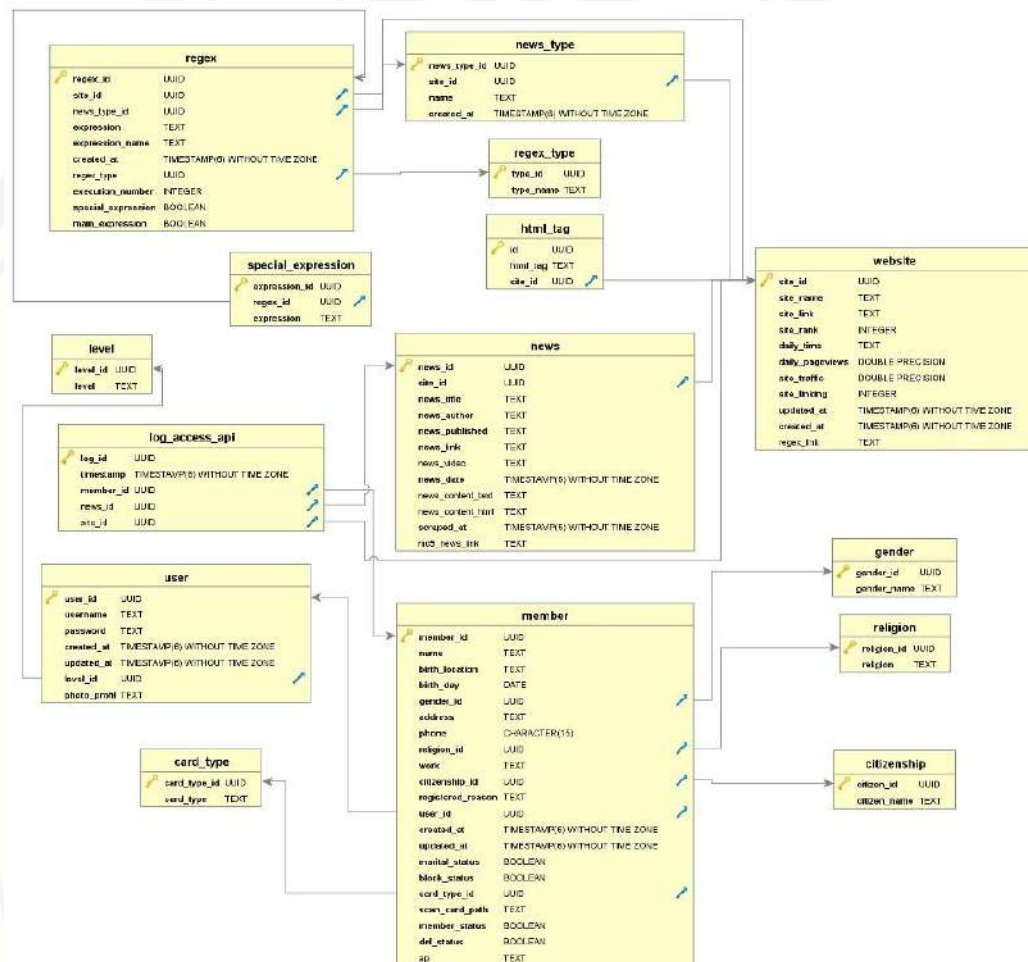 regex
regex_id UUID
site_id UUID
news_type_id UUID
expression TEXT
expression_name TEXT
created_at TIMESTAMP(6) WITHOUT TIME ZONE
regex_type UUID
execution_number INTEGER
special_expression BOOLEAN
main_expression BOOLEAN
news_type
news_type_id UUID
site_id UUID
name TEXT
created_at TIMESTAMP(6) WITHOUT TIME ZONE
regex_type
type_id UUID
type_name TEXT
html_tag
id UUID
html_tag TEXT
site_id UUID
special_expression
expression_id UUID
regex_id UUID
expression TEXT
website
site_id UUID
site_name TEXT
site_link TEXT
site_rank INTEGER
daily_time TEXT
daily_pageviews DOUBLE PRECISION
site_traffic DOUBLE PRECISION
site_linking INTEGER
updated_at TIMESTAMP(6) WITHOUT TIME ZONE
created_at TIMESTAMP(6) WITHOUT TIME ZONE
regex_link TEXT
level
level_id UUID
level TEXT
news
news_id UUID
site_id UUID
news_title TEXT
news_author TEXT
news_published TEXT
news_link TEXT
news_video TEXT
news_date TIMESTAMP(6) WITHOUT TIME ZONE
news_content_text TEXT
news_content_html TEXT
scraped_at TIMESTAMP(6) WITHOUT TIME ZONE
md5_news_link TEXT
log_access_api
log_id UUID
timestamp TIMESTAMP(6) WITHOUT TIME ZONE
member_id UUID
news_id UUID
site_id UUID
user
user_id UUID
username TEXT
password TEXT
created_at TIMESTAMP(6) WITHOUT TIME ZONE
updated_at TIMESTAMP(6) WITHOUT TIME ZONE
level_id UUID
photo_profil TEXT
gender
gender_id UUID
gender_name TEXT
religion
religion_id UUID
religion TEXT
member
member_id UUID
name TEXT
birth_location TEXT
birth_day DATE
gender_id UUID
address TEXT
phone CHARACTER(15)
religion_id UUID
work TEXT
citizenship_id UUID
registered_reason TEXT
user_id UUID
created_at TIMESTAMP(6) WITHOUT TIME ZONE
updated_at TIMESTAMP(6) WITHOUT TIME ZONE
marital_status BOOLEAN
block_status BOOLEAN
card_type_id UUID
scan_card_path TEXT
member_status BOOLEAN
del_status BOOLEAN
TEXT
card_type
card_type_id UUID
card_type TEXT
citizenship
citizen_id UUID
citizen_name TEXT